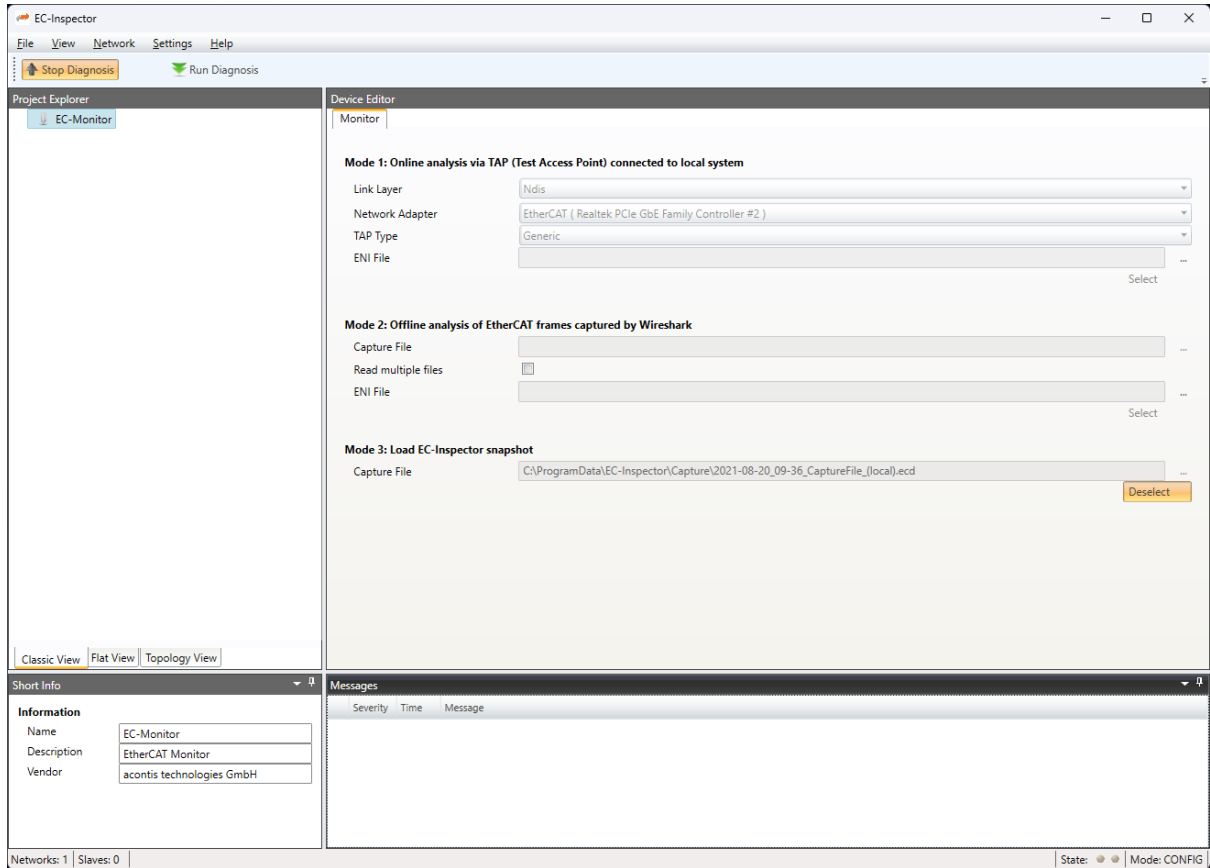 EC-Inspector
File View Network Settings Help
Stop Diagnosis Run Diagnosis
Project Explorer
EC-Monitor
Classic View Flat View Topology View
Device Editor
Monitor
Mode 1: Online analysis via TAP (Test Access Point) connected to local system
Link Layer Ndis
Network Adapter EtherCAT ( Realtek PCIe GbE Family Controller #2 )
TAP Type Generic
ENI File ...
Select
Mode 2: Offline analysis of EtherCAT frames captured by Wireshark
Capture File ...
Read multiple files
ENI File ...
Select
Mode 3: Load EC-Inspector snapshot
Capture File C:\ProgramData\EC-Inspector\Capture\2021-08-20_09-36_CaptureFile_(local).ecd ...
Deselect
Short Info
Information
Name EC-Monitor
Description EtherCAT Monitor
Vendor acontis technologies GmbH
Messages
Severity Time Message
Networks: 1 Slaves: 0 State: Mode: CONFIG